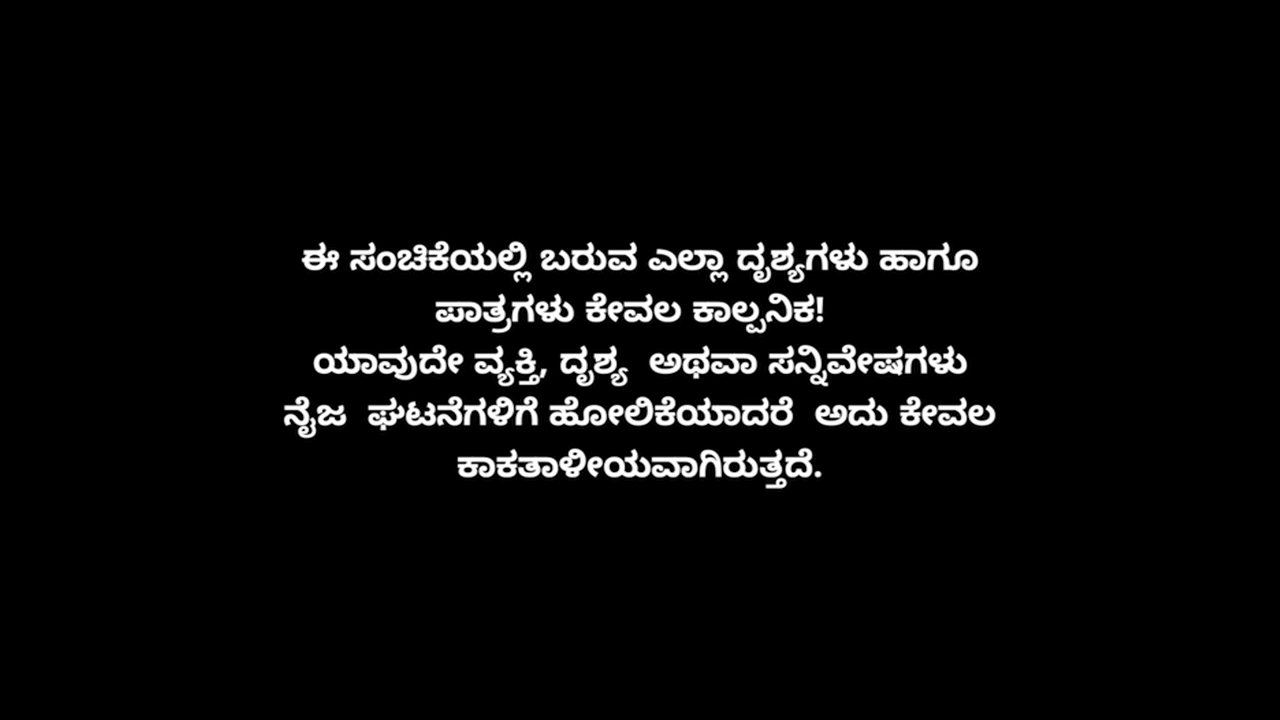 ಈ ಸಂಚಿಕೆಯಲ್ಲಿ ಬರುವ ಎಲ್ಲಾ ದೃಶ್ಯಗಳು ಹಾಗೂ
ಪಾತ್ರಗಳು ಕೇವಲ ಕಾಲ್ಪನಿಕ!
ಯಾವುದೇ ವ್ಯಕ್ತಿ, ದೃಶ್ಯ ಅಥವಾ ಸನ್ನಿವೇಷಗಳು
ನೈಜ ಘಟನೆಗಳಿಗೆ ಹೋಲಿಕೆಯಾದರೆ ಅದು ಕೇವಲ
ಕಾಕತಾಳೀಯವಾಗಿರುತ್ತದೆ.